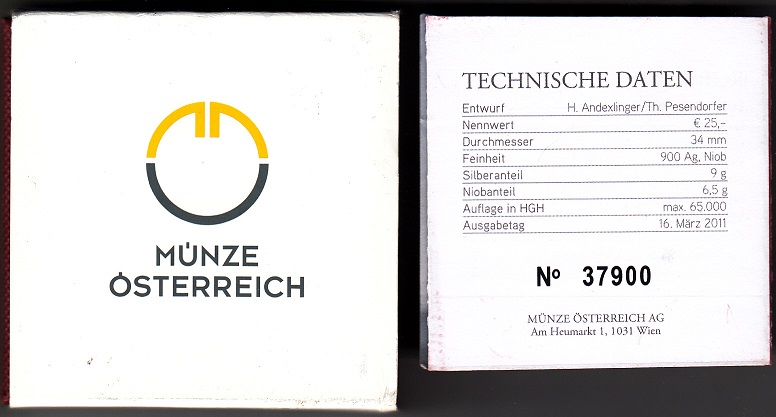 MÜNZE
ÖSTERREICH
TECHNISCHE DATEN
Entwurf H. Andexlinger/Th. Pesendorfer
Nennwert € 25,–
Durchmesser 34 mm
Feinheit 900 Ag, Niob
Silberanteil 9 g
Niobanteil 6,5 g
Auflage in HGH max. 65.000
Ausgabetag 16. März 2011
Nº 37900
MÜNZE ÖSTERREICH AG
Am Heumarkt 1, 1031 Wien